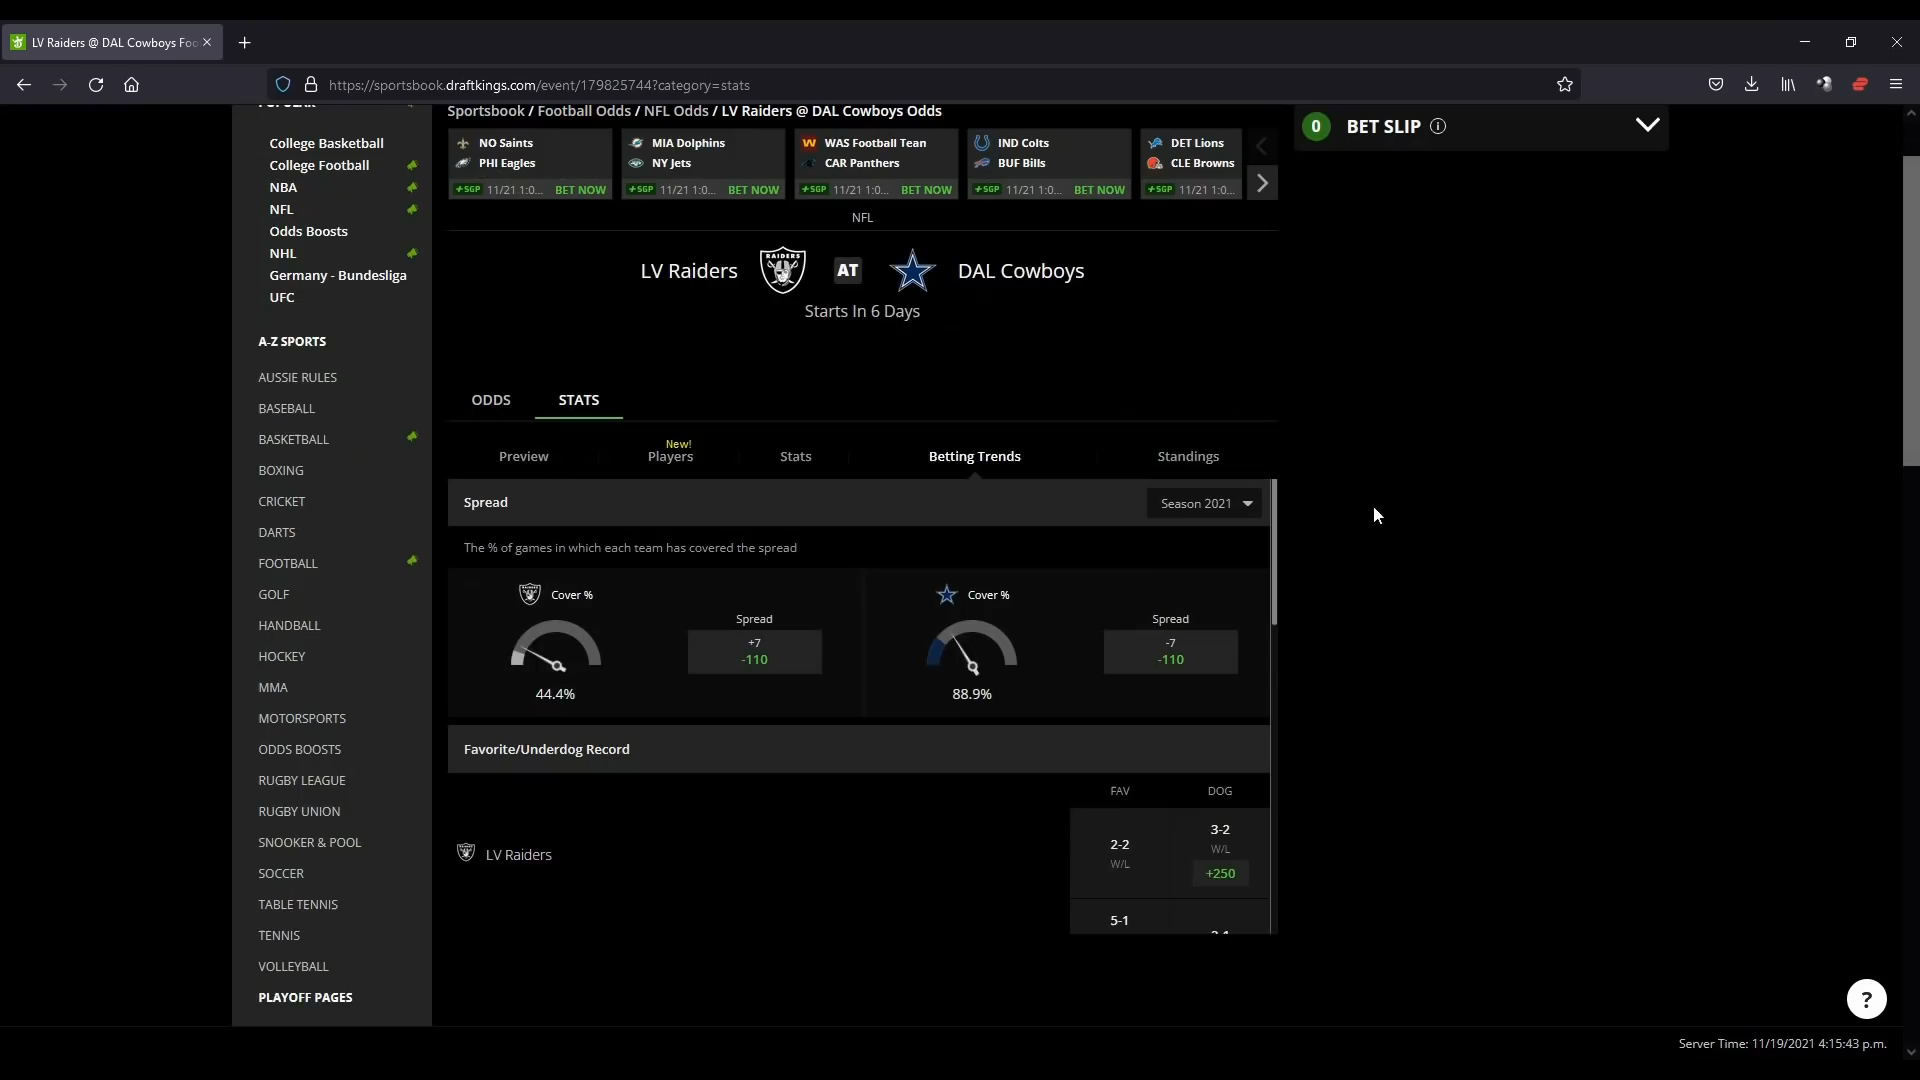 LV Raiders @ DAL Cowboys Foo
https://sportsbook.draftkings.com/event/179825744?category=stats
POPULAR
College Basketball
College Football
NBA
NFL
Odds Boosts
NHL
Germany - Bundesliga
UFC
A-Z SPORTS
AUSSIE RULES
BASEBALL
BASKETBALL
BOXING
CRICKET
DARTS
FOOTBALL
GOLF
HANDBALL
HOCKEY
MMA
MOTORSPORTS
ODDS BOOSTS
RUGBY LEAGUE
RUGBY UNION
SNOOKER & POOL
SOCCER
TABLE TENNIS
TENNIS
VOLLEYBALL
PLAYOFF PAGES
Sportsbook / Football Odds / NFL Odds / LV Raiders @ DAL Cowboys Odds
NO Saints
PHI Eagles
+SGP 11/21 1:0... BET NOW
MIA Dolphins
NY Jets
+SGP 11/21 1:0... BET NOW
WAS Football Tean
CAR Panthers
+SGP 11/21 1:0... BET NOW
IND Colts
BUF Bills
+SGP 11/21 1:0... BET NOW
DET Lions
CLE Browns
+SGP 11/21 1:0...
NFL
LV Raiders RAIDERS AT DAL Cowboys
Starts In 6 Days
ODDS STATS
New!
Preview Players Stats Betting Trends Standings
Spread Season 2021
The % of games in which each team has covered the spread
Cover %
44.4%
Spread
+7
-110
Cover %
88.9%
Spread
-7
-110
Favorite/Underdog Record
FAV DOG
LV Raiders
2-2
W/L
3-2
W/L
+250
5-1
0 BET SLIP
?
Server Time: 11/19/2021 4:15:43 p.m.